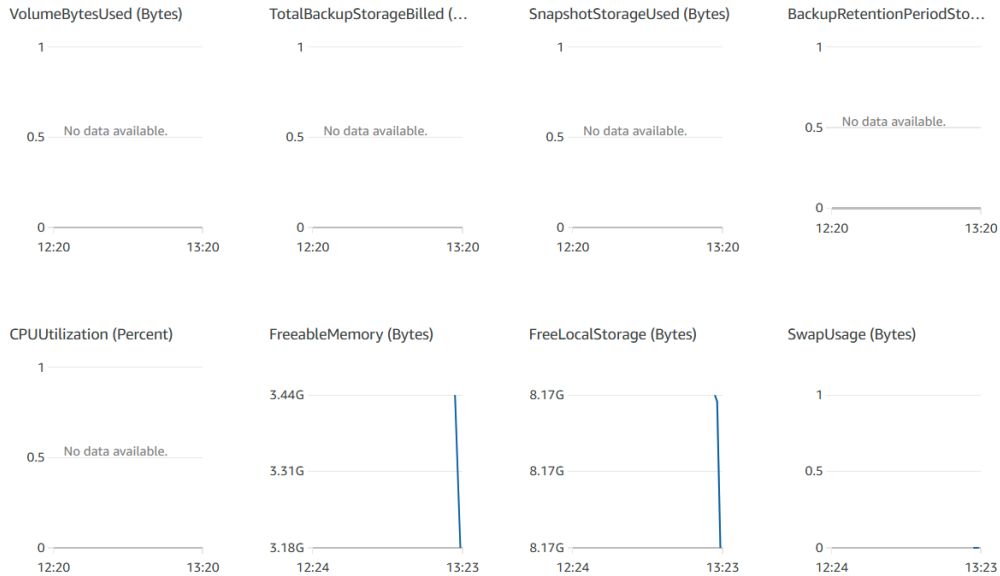 VolumeBytesUsed (Bytes)
1
0.5
No data available.
0
12:20
13:20
TotalBackupStorageBilled (...
1
0.5
No data available.
0
12:20
13:20
SnapshotStorageUsed (Bytes)
1
0.5
No data available.
0
12:20
13:20
BackupRetentionPeriodSto...
1
0.5
No data available.
0
12:20
13:20
CPUUtilization (Percent)
1
0.5
No data available.
0
12:20
13:20
FreeableMemory (Bytes)
3.44G
3.31G
3.18G
12:24
13:23
FreeLocalStorage (Bytes)
8.17G
8.17G
8.17G
12:24
13:23
SwapUsage (Bytes)
1
0.5
0
12:24
13:23